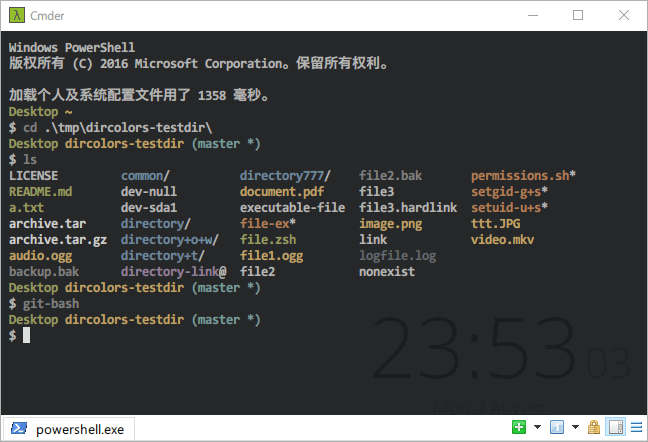 Cmder
Windows PowerShell
版权所有 (C) 2016 Microsoft Corporation。保留所有权利。
加载个人及系统配置文件用了 1358 毫秒。
Desktop ~
$ cd .\tmp\dircolors-testdir\
Desktop dircolors-testdir (master *)
$ ls
LICENSE common/ directory777/ file2.bak permissions.sh*
README.md dev-null document.pdf file3 setgid-g+s*
a.txt dev-sda1 executable-file file3.hardlink setuid-u+s*
archive.tar directory/ file-ex* image.png ttt.JPG
archive.tar.gz directory+o+w/ file.zsh link video.mkv
audio.ogg directory+t/ file1.ogg logfile.log
backup.bak directory-link@ file2 nonexist
Desktop dircolors-testdir (master *)
$ git-bash
Desktop dircolors-testdir (master *)
$
23:53 03
powershell.exe
1